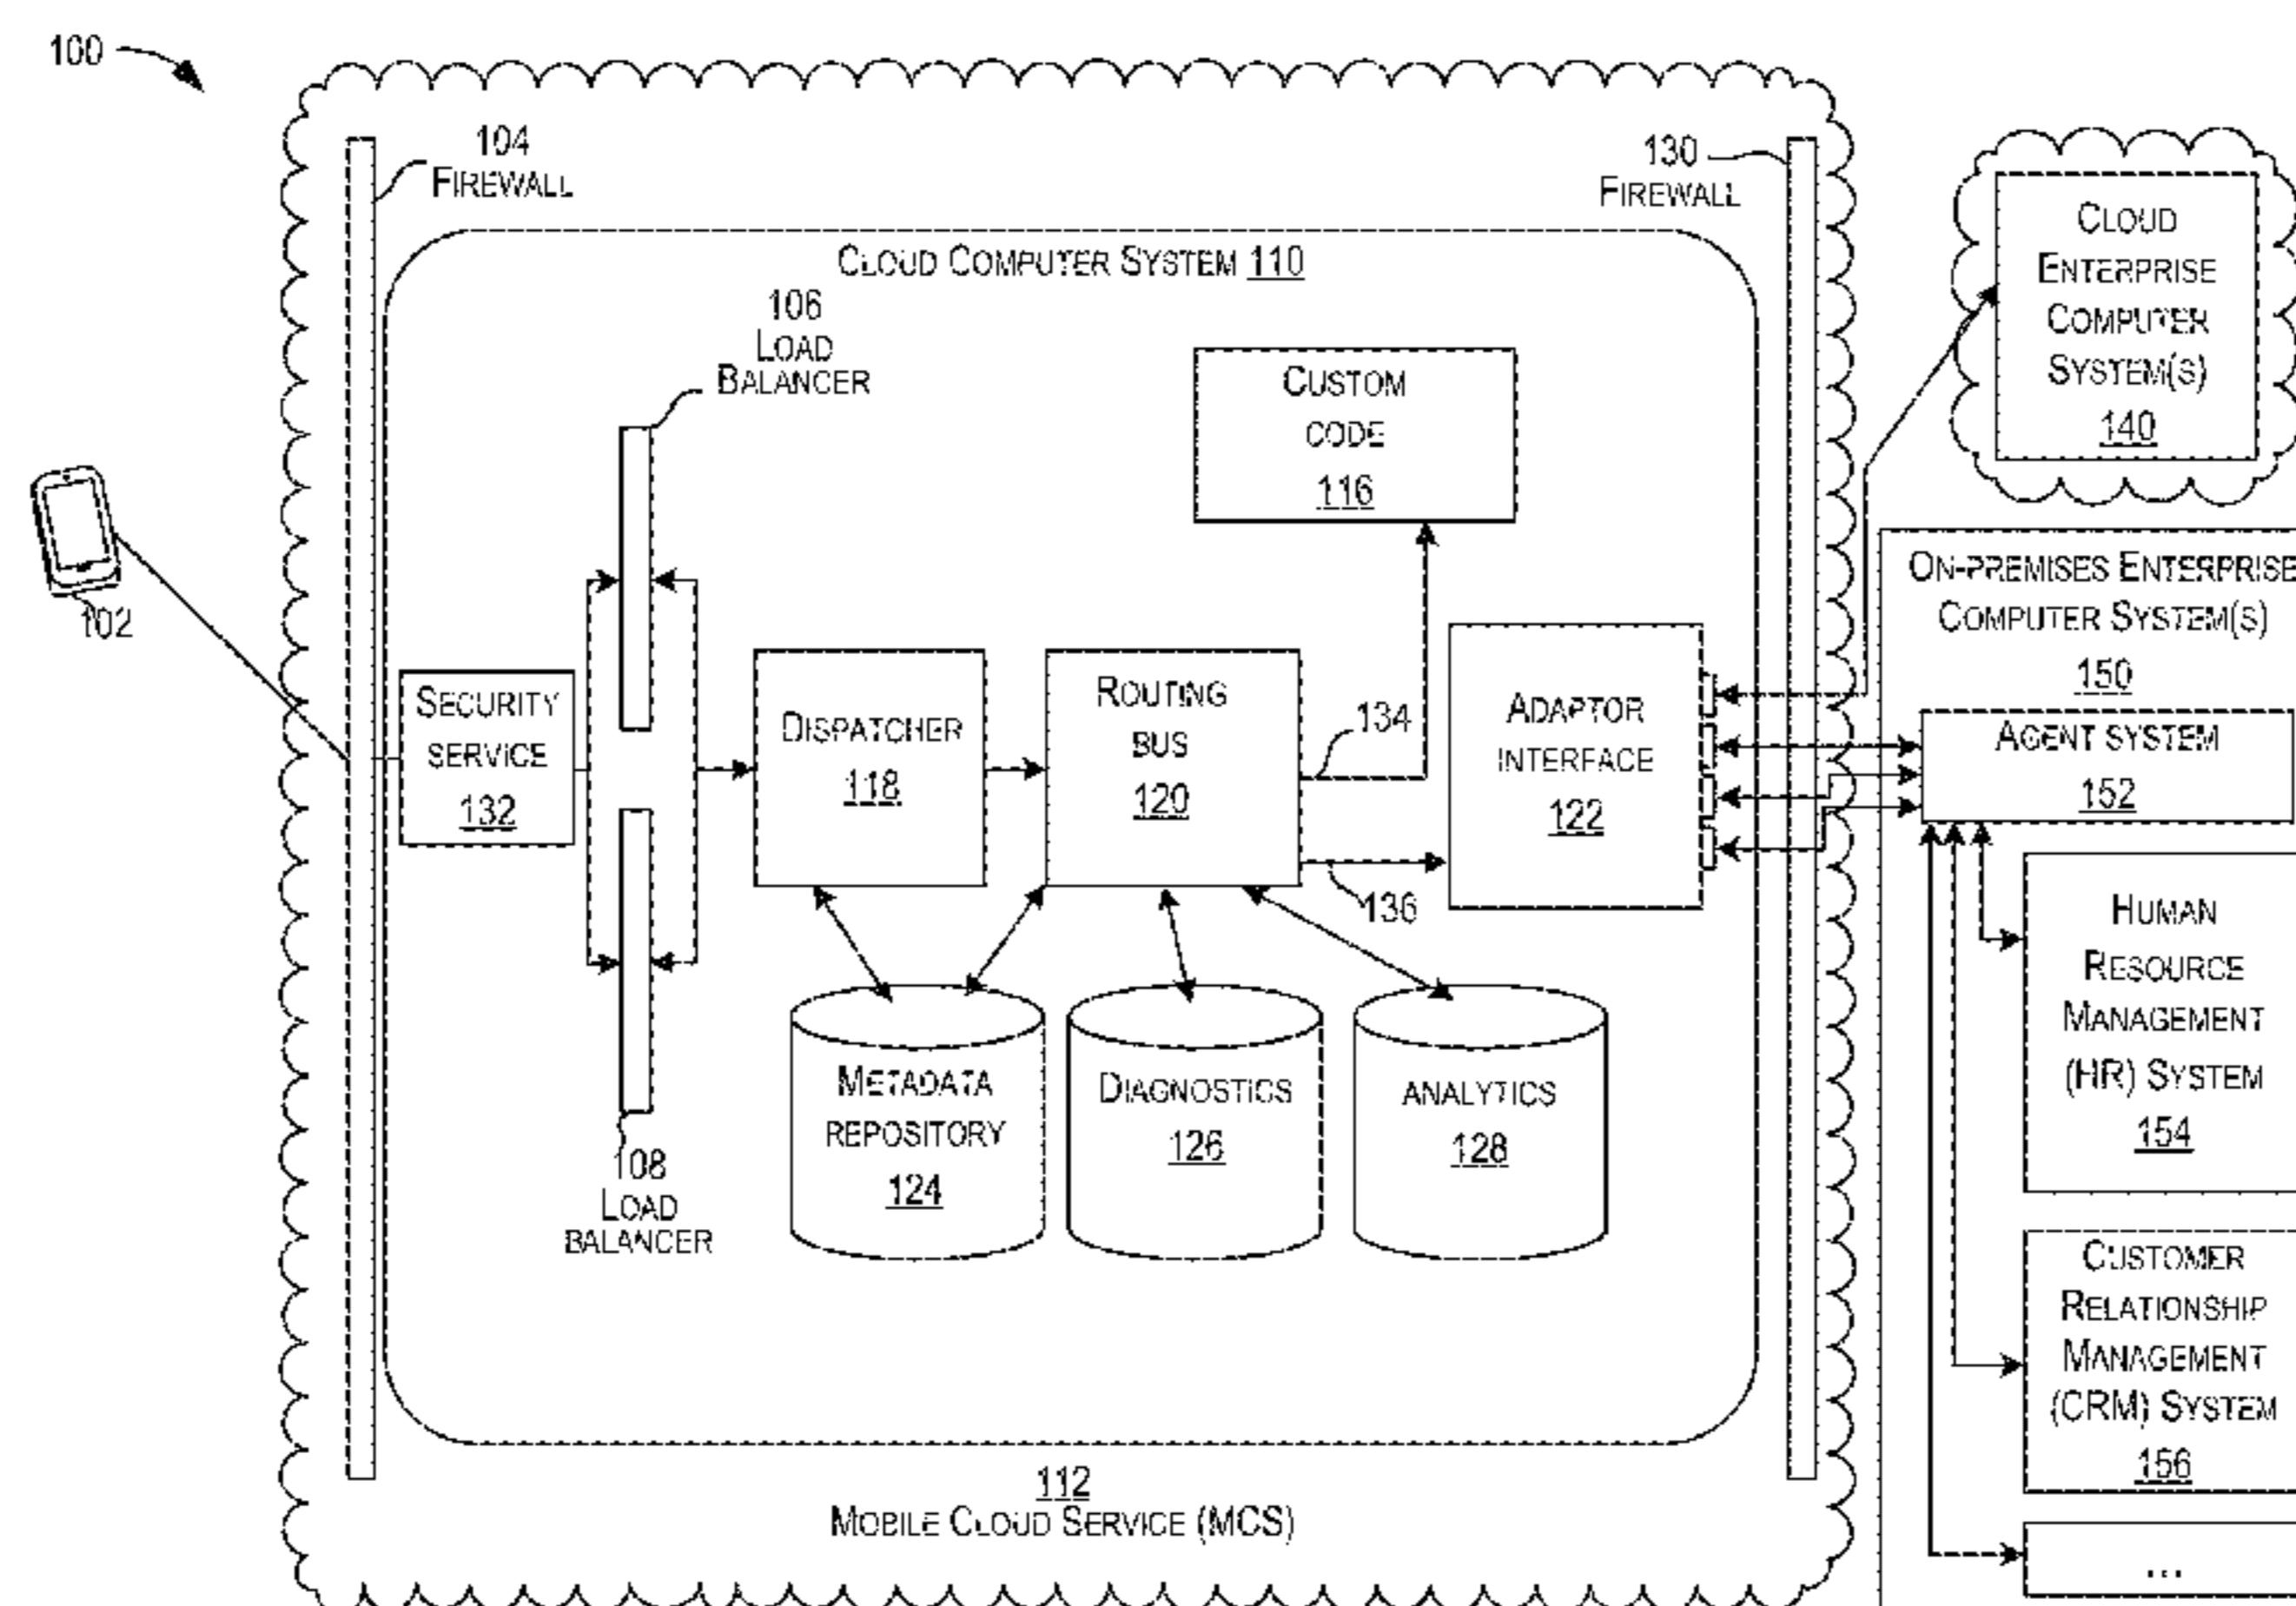 100
104
FIREWALL
130
FIREWALL
CLOUD COMPUTER SYSTEM 110
106
LOAD
BALANCER
CUSTOM
CODE
116
CLOUD
ENTERPRISE
COMPUTER
SYSTEM(S)
140
102
SECURITY
SERVICE
132
DISPATCHER
118
ROUTING
BUS
120
134
136
ADAPTOR
INTERFACE
122
ON-PREMISES ENTERPRISE
COMPUTER SYSTEM(S)
150
AGENT SYSTEM
152
HUMAN
RESOURCE
MANAGEMENT
(HR) SYSTEM
154
CUSTOMER
RELATIONSHIP
MANAGEMENT
(CRM) SYSTEM
156
...
108
LOAD
BALANCER
METADATA
REPOSITORY
124
DIAGNOSTICS
126
ANALYTICS
128
112
MOBILE CLOUD SERVICE (MCS)